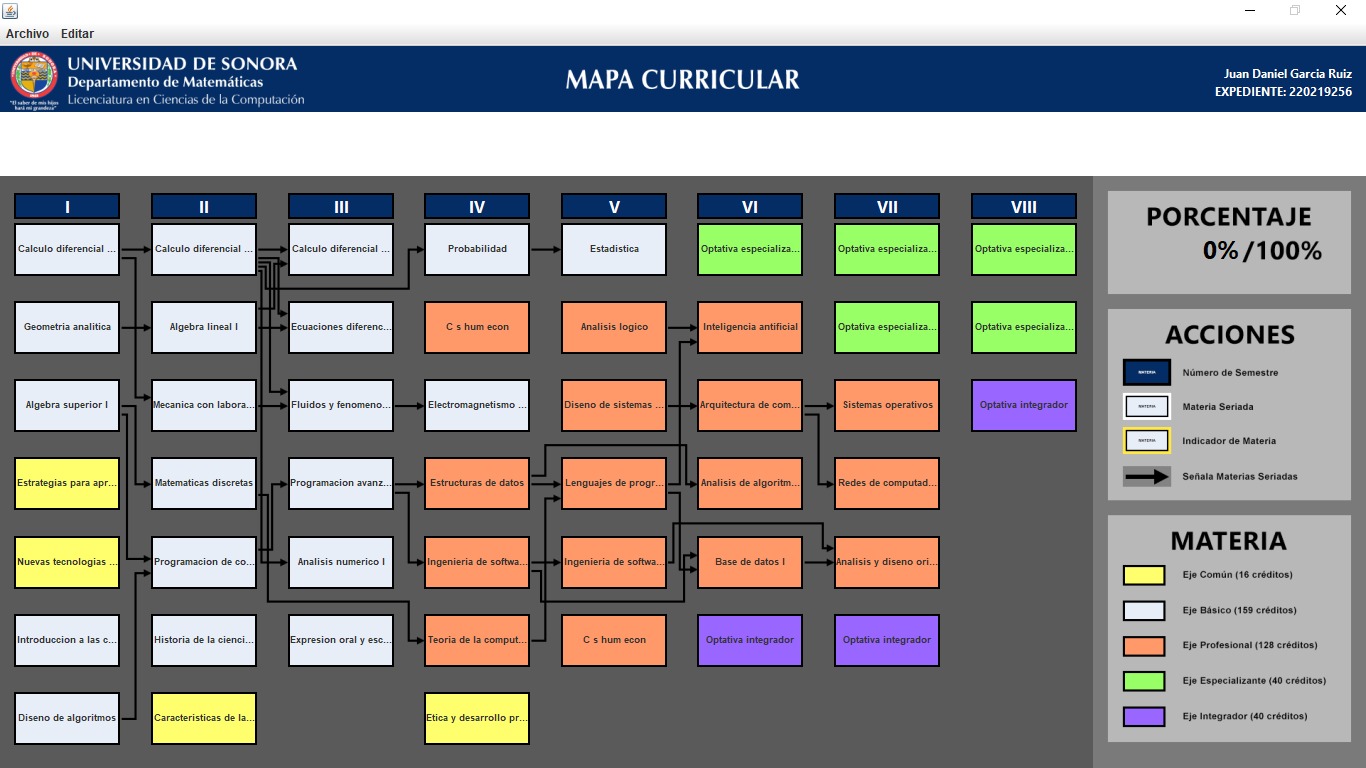 Archivo Editar
UNIVERSIDAD DE SONORA
Departamento de Matemáticas
Licenciatura en Ciencias de la Computación
"El saber de mis hijos
hará mi grandeza"
MAPA CURRICULAR
Juan Daniel Garcia Ruiz
EXPEDIENTE: 220219256
I II III IV V VI VII VIII
Calculo diferencial ... Calculo diferencial ... Calculo diferencial ... Probabilidad Estadistica Optativa especializa... Optativa especializa... Optativa especializa...
Geometria analitica Algebra lineal I Ecuaciones diferenc... C s hum econ Analisis logico Inteligencia artificial Optativa especializa... Optativa especializa...
Algebra superior I Mecanica con labora... Fluidos y fenomeno... Electromagnetismo ... Diseno de sistemas ... Arquitectura de com... Sistemas operativos Optativa integrador
Estrategias para apr... Matematicas discretas Programacion avanz... Estructuras de datos Lenguajes de progr... Analisis de algoritm... Redes de computad...
Nuevas tecnologias ... Programacion de co... Analisis numerico I Ingenieria de softwa... Ingenieria de softwa... Base de datos I Analisis y diseno ori...
Introduccion a las c... Historia de la cienci... Expresion oral y esc... Teoria de la comput... C s hum econ Optativa integrador Optativa integrador
Diseno de algoritmos Caracteristicas de la... Etica y desarrollo pr...
PORCENTAJE
0%/100%
ACCIONES
MATERIA Número de Semestre
MATERIA Materia Seriada
MATERIA Indicador de Materia
Señala Materias Seriadas
MATERIA
Eje Común (16 créditos)
Eje Básico (159 créditos)
Eje Profesional (128 créditos)
Eje Especializante (40 créditos)
Eje Integrador (40 créditos)